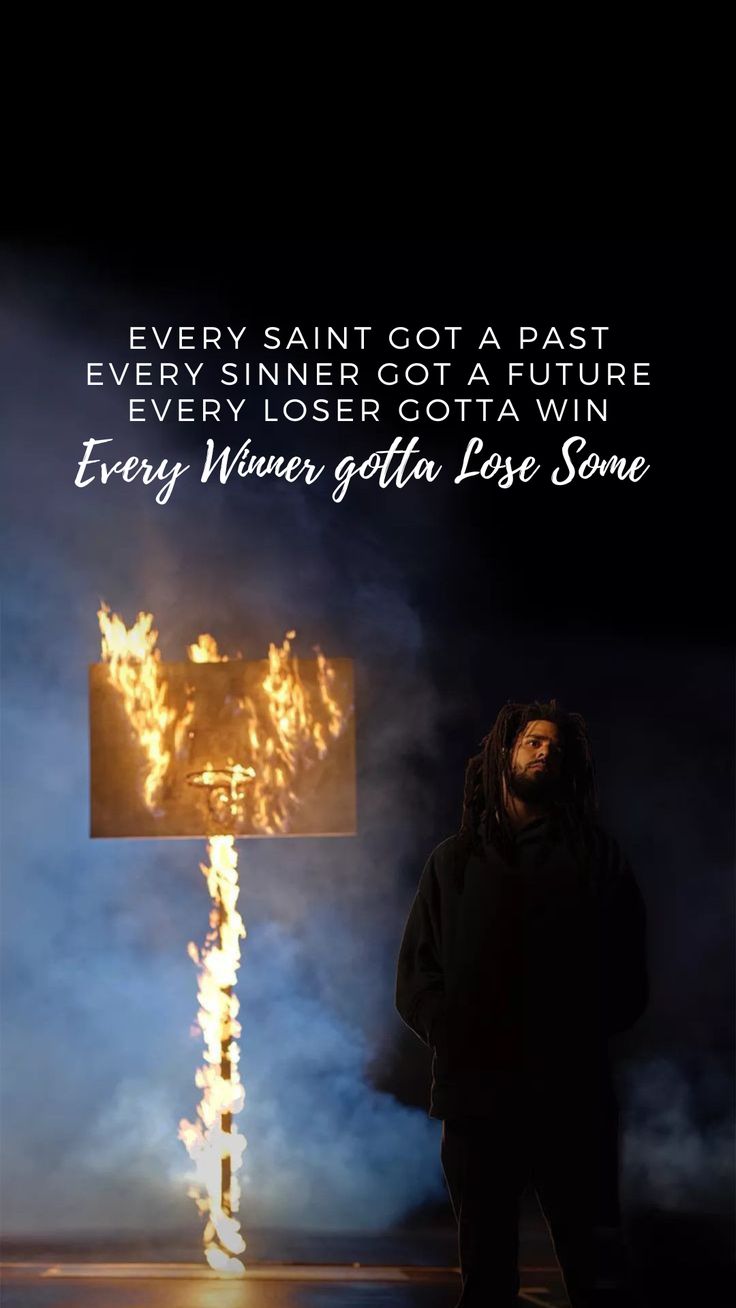 EVERY SAINT GOT A PAST
EVERY SINNER GOT A FUTURE
EVERY LOSER GOTTA WIN
Every Winner gotta Lose Some